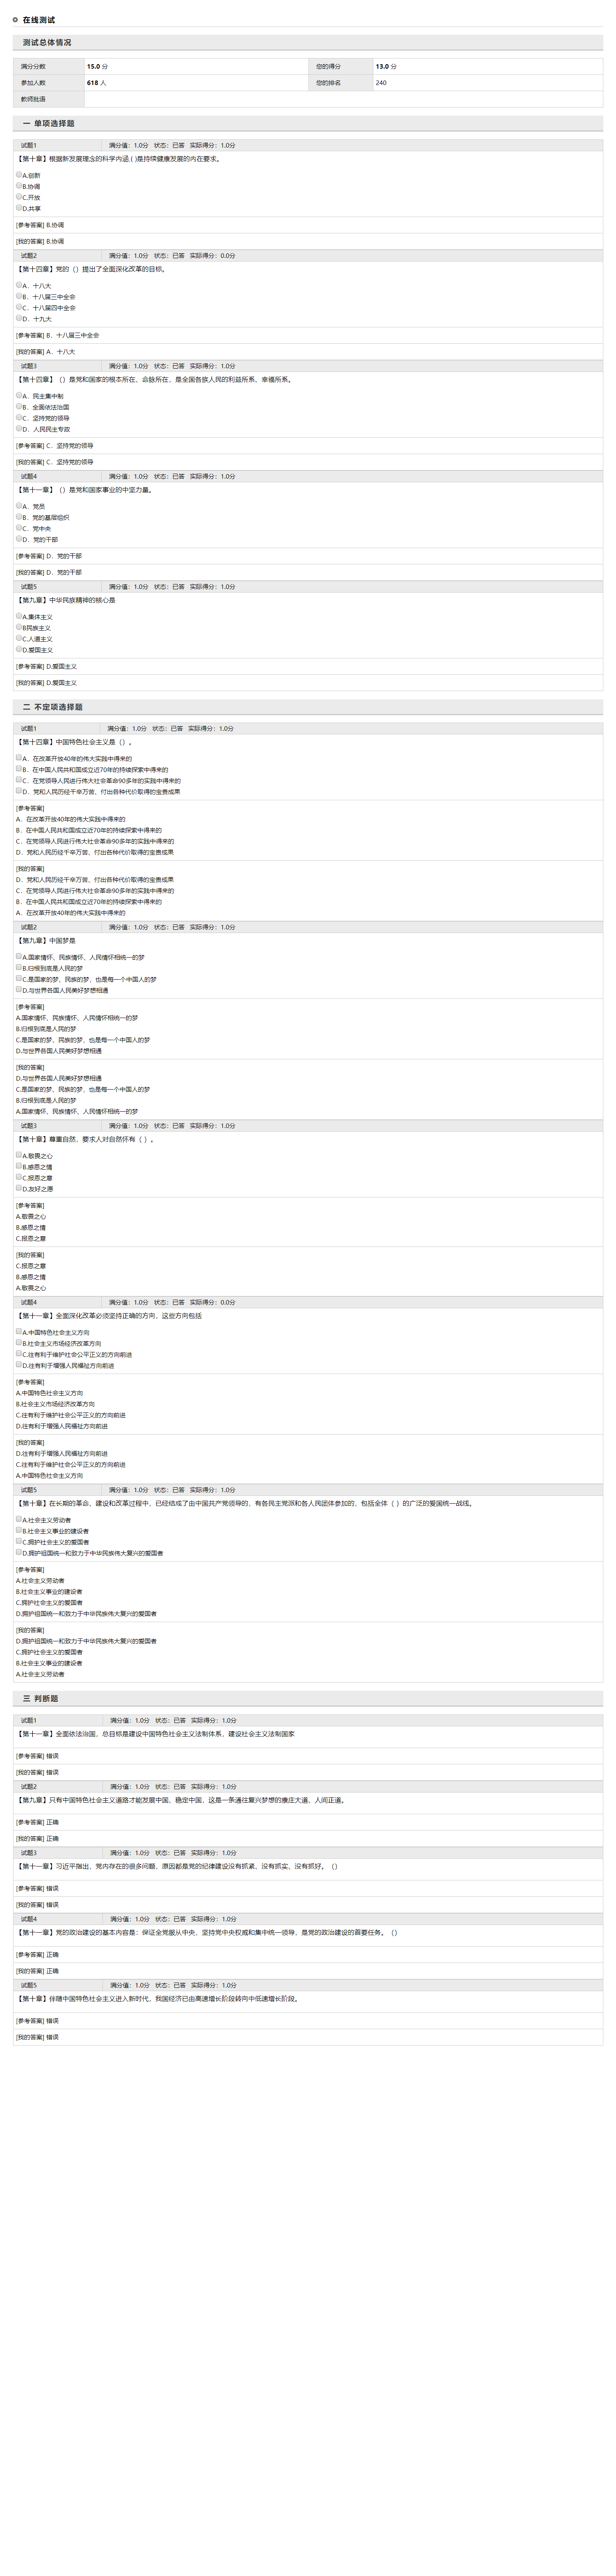 在线测试
测试总体情况
满分分数 15.0 分 您的得分 13.0 分
参加人数 618 人 您的排名 240
教师批语
一 单项选择题
试题1 满分值：1.0分 状态：已答 实际得分：1.0分
【第十章】根据新发展理念的科学内涵,( )是持续健康发展的内在要求。
A.创新
B.协调
C.开放
D.共享
[参考答案] B.协调
[我的答案] B.协调
试题2 满分值：1.0分 状态：已答 实际得分：0.0分
【第十四章】党的（）提出了全面深化改革的目标。
A．十八大
B．十八届三中全会
C．十八届四中全会
D．十九大
[参考答案] B．十八届三中全会
[我的答案] A．十八大
试题3 满分值：1.0分 状态：已答 实际得分：1.0分
【第十四章】（）是党和国家的根本所在、命脉所在，是全国各族人民的利益所系、幸福所系。
A．民主集中制
B．全面依法治国
C．坚持党的领导
D．人民民主专政
[参考答案] C．坚持党的领导
[我的答案] C．坚持党的领导
试题4 满分值：1.0分 状态：已答 实际得分：1.0分
【第十一章】（）是党和国家事业的中坚力量。
A．党员
B．党的基层组织
C．党中央
D．党的干部
[参考答案] D．党的干部
[我的答案] D．党的干部
试题5 满分值：1.0分 状态：已答 实际得分：1.0分
【第九章】中华民族精神的核心是
A.集体主义
B民族主义
C.人道主义
D.爱国主义
[参考答案] D.爱国主义
[我的答案] D.爱国主义
二 不定项选择题
试题1 满分值：1.0分 状态：已答 实际得分：1.0分
【第十四章】中国特色社会主义是（）。
A．在改革开放40年的伟大实践中得来的
B．在中国人民共和国成立近70年的持续探索中得来的
C．在党领导人民进行伟大社会革命90多年的实践中得来的
D．党和人民历经千辛万苦、付出各种代价取得的宝贵成果
[参考答案]
A．在改革开放40年的伟大实践中得来的
B．在中国人民共和国成立近70年的持续探索中得来的
C．在党领导人民进行伟大社会革命90多年的实践中得来的
D．党和人民历经千辛万苦、付出各种代价取得的宝贵成果
[我的答案]
D．党和人民历经千辛万苦、付出各种代价取得的宝贵成果
C．在党领导人民进行伟大社会革命90多年的实践中得来的
B．在中国人民共和国成立近70年的持续探索中得来的
A．在改革开放40年的伟大实践中得来的
试题2 满分值：1.0分 状态：已答 实际得分：1.0分
【第九章】中国梦是
A.国家情怀、民族情怀、人民情怀相统一的梦
B.归根到底是人民的梦
C.是国家的梦、民族的梦，也是每一个中国人的梦
D.与世界各国人民美好梦想相通
[参考答案]
A.国家情怀、民族情怀、人民情怀相统一的梦
B.归根到底是人民的梦
C.是国家的梦、民族的梦，也是每一个中国人的梦
D.与世界各国人民美好梦想相通
[我的答案]
D.与世界各国人民美好梦想相通
C.是国家的梦、民族的梦，也是每一个中国人的梦
B.归根到底是人民的梦
A.国家情怀、民族情怀、人民情怀相统一的梦
试题3 满分值：1.0分 状态：已答 实际得分：1.0分
【第十章】尊重自然，要求人对自然怀有（ ）。
A.敬畏之心
B.感恩之情
C.报恩之意
D.友好之愿
[参考答案]
A.敬畏之心
B.感恩之情
C.报恩之意
[我的答案]
C.报恩之意
B.感恩之情
A.敬畏之心
试题4 满分值：1.0分 状态：已答 实际得分：0.0分
【第十一章】全面深化改革必须坚持正确的方向，这些方向包括
A.中国特色社会主义方向
B.社会主义市场经济改革方向
C.往有利于维护社会公平正义的方向前进
D.往有利于增强人民福祉方向前进
[参考答案]
A.中国特色社会主义方向
B.社会主义市场经济改革方向
C.往有利于维护社会公平正义的方向前进
D.往有利于增强人民福祉方向前进
[我的答案]
D.往有利于增强人民福祉方向前进
C.往有利于维护社会公平正义的方向前进
A.中国特色社会主义方向
试题5 满分值：1.0分 状态：已答 实际得分：1.0分
【第十章】在长期的革命、建设和改革过程中，已经结成了由中国共产党领导的，有各民主党派和各人民团体参加的，包括全体（ ）的广泛的爱国统一战线。
A.社会主义劳动者
B.社会主义事业的建设者
C.拥护社会主义的爱国者
D.拥护祖国统一和致力于中华民族伟大复兴的爱国者
[参考答案]
A.社会主义劳动者
B.社会主义事业的建设者
C.拥护社会主义的爱国者
D.拥护祖国统一和致力于中华民族伟大复兴的爱国者
[我的答案]
D.拥护祖国统一和致力于中华民族伟大复兴的爱国者
C.拥护社会主义的爱国者
B.社会主义事业的建设者
A.社会主义劳动者
三 判断题
试题1 满分值：1.0分 状态：已答 实际得分：1.0分
【第十一章】全面依法治国，总目标是建设中国特色社会主义法制体系、建设社会主义法制国家
[参考答案] 错误
[我的答案] 错误
试题2 满分值：1.0分 状态：已答 实际得分：1.0分
【第九章】只有中国特色社会主义道路才能发展中国、稳定中国，这是一条通往复兴梦想的康庄大道、人间正道。
[参考答案] 正确
[我的答案] 正确
试题3 满分值：1.0分 状态：已答 实际得分：1.0分
【第十一章】习近平指出，党内存在的很多问题，原因都是党的纪律建设没有抓紧、没有抓实、没有抓好。（）
[参考答案] 错误
[我的答案] 错误
试题4 满分值：1.0分 状态：已答 实际得分：1.0分
【第十一章】党的政治建设的基本内容是：保证全党服从中央，坚持党中央权威和集中统一领导，是党的政治建设的首要任务。（）
[参考答案] 正确
[我的答案] 正确
试题5 满分值：1.0分 状态：已答 实际得分：1.0分
【第十章】伴随中国特色社会主义进入新时代，我国经济已由高速增长阶段转向中低速增长阶段。
[参考答案] 错误
[我的答案] 错误